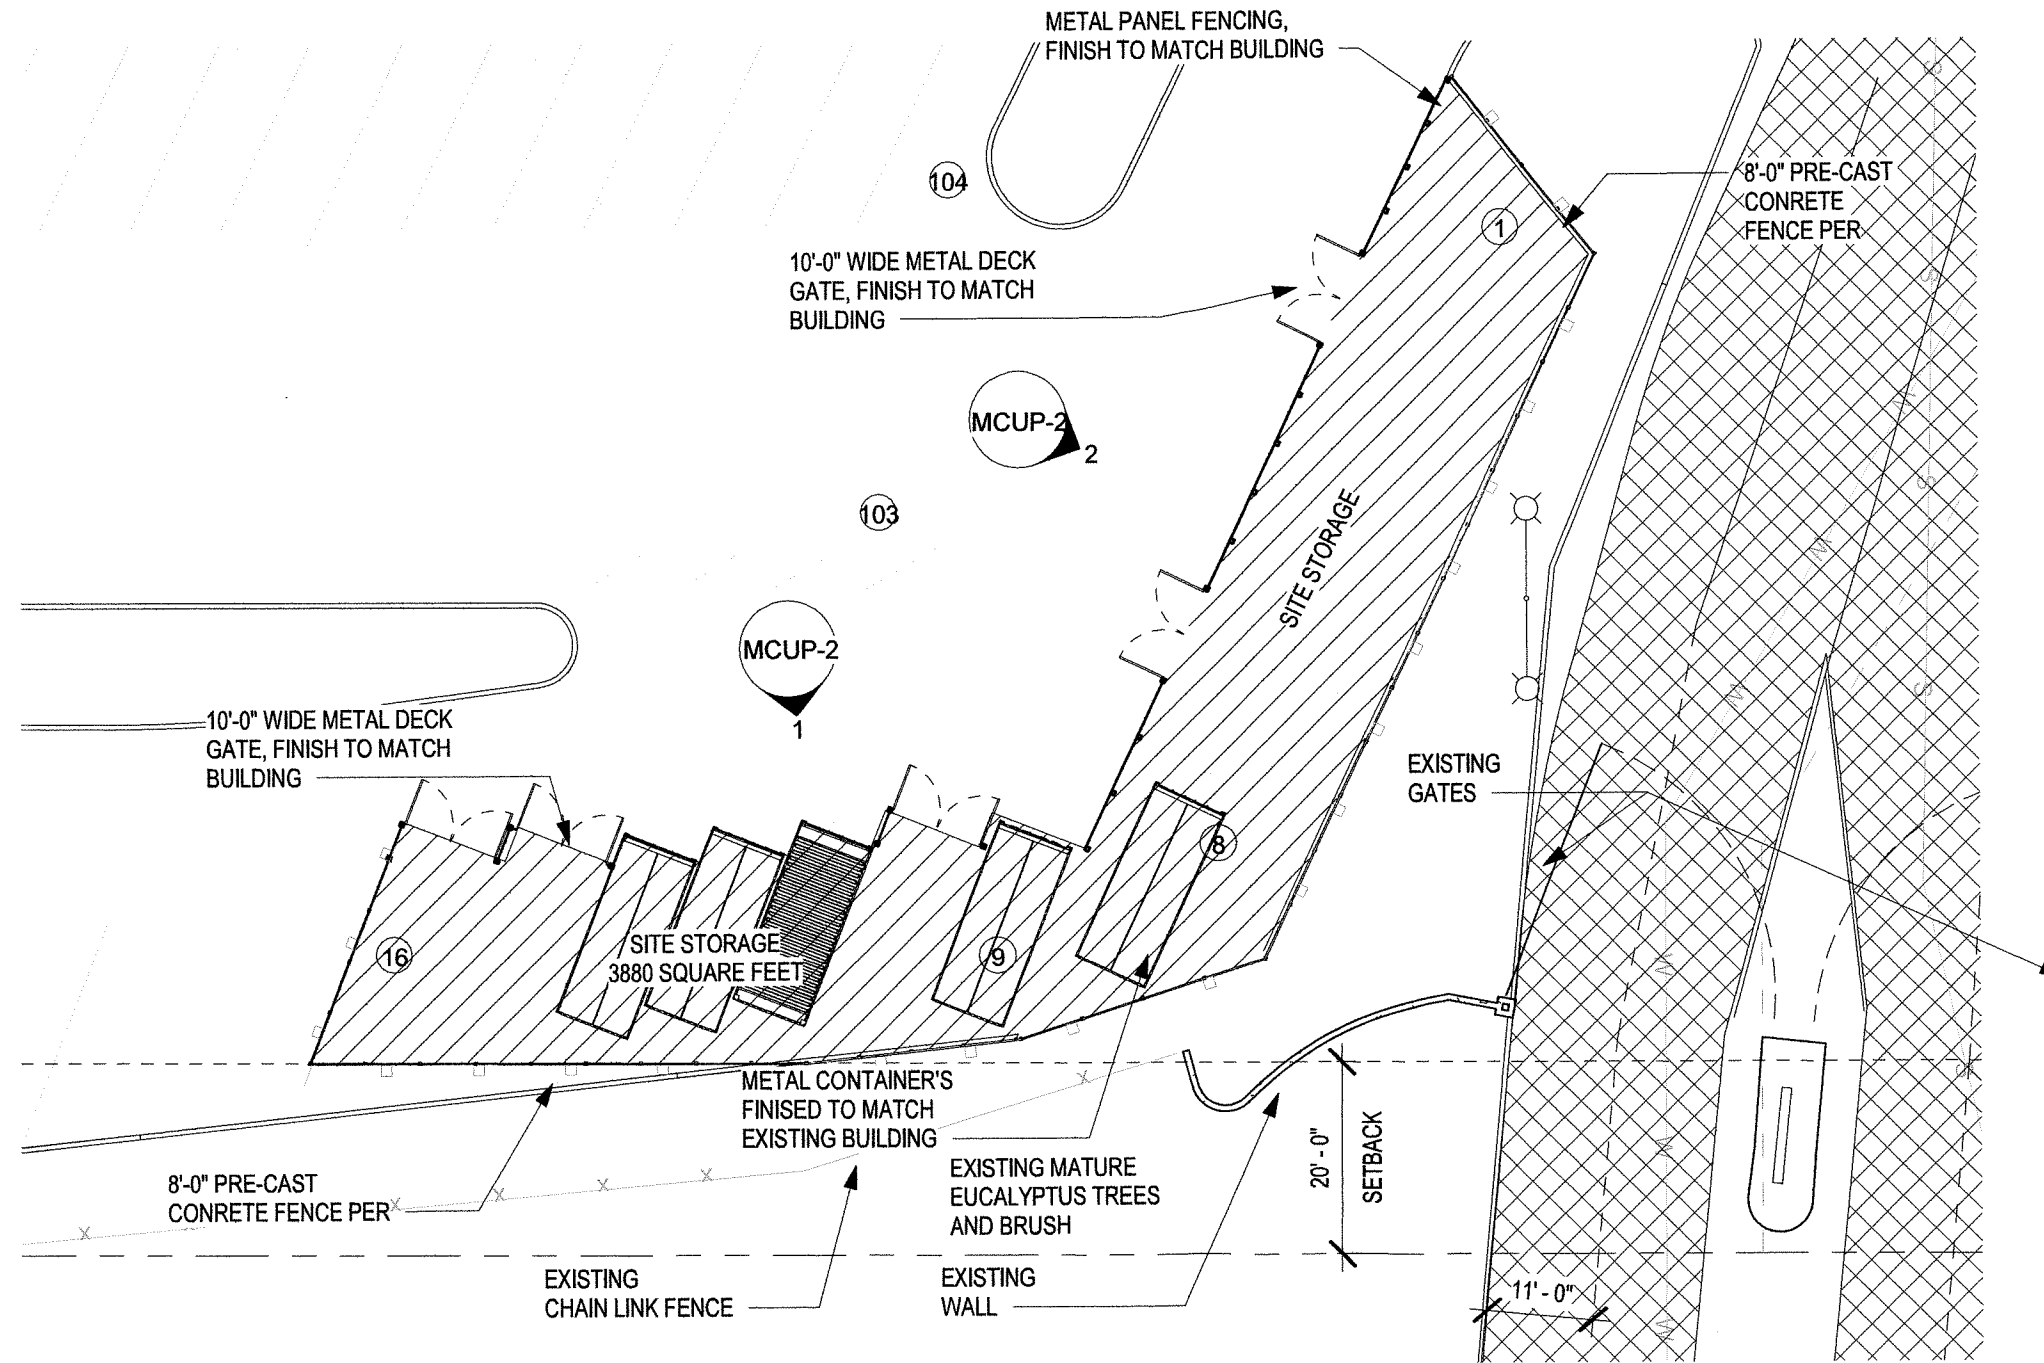 METAL PANEL FENCING,
FINISH TO MATCH BUILDING
104
1
8'-0" PRE-CAST
CONRETE
FENCE PER
10'-0" WIDE METAL DECK
GATE, FINISH TO MATCH
BUILDING
MCUP-2
2
103
SITE STORAGE
MCUP-2
1
10'-0" WIDE METAL DECK
GATE, FINISH TO MATCH
BUILDING
EXISTING
GATES
8
16
SITE STORAGE
3880 SQUARE FEET
9
METAL CONTAINER'S
FINISED TO MATCH
EXISTING BUILDING
20' - 0"
SETBACK
8'-0" PRE-CAST
CONRETE FENCE PER
EXISTING MATURE
EUCALYPTUS TREES
AND BRUSH
EXISTING
CHAIN LINK FENCE
EXISTING
WALL
11' - 0"
S
S
S
S
W
W
W
W
W
W
X
X
X
X
X
X